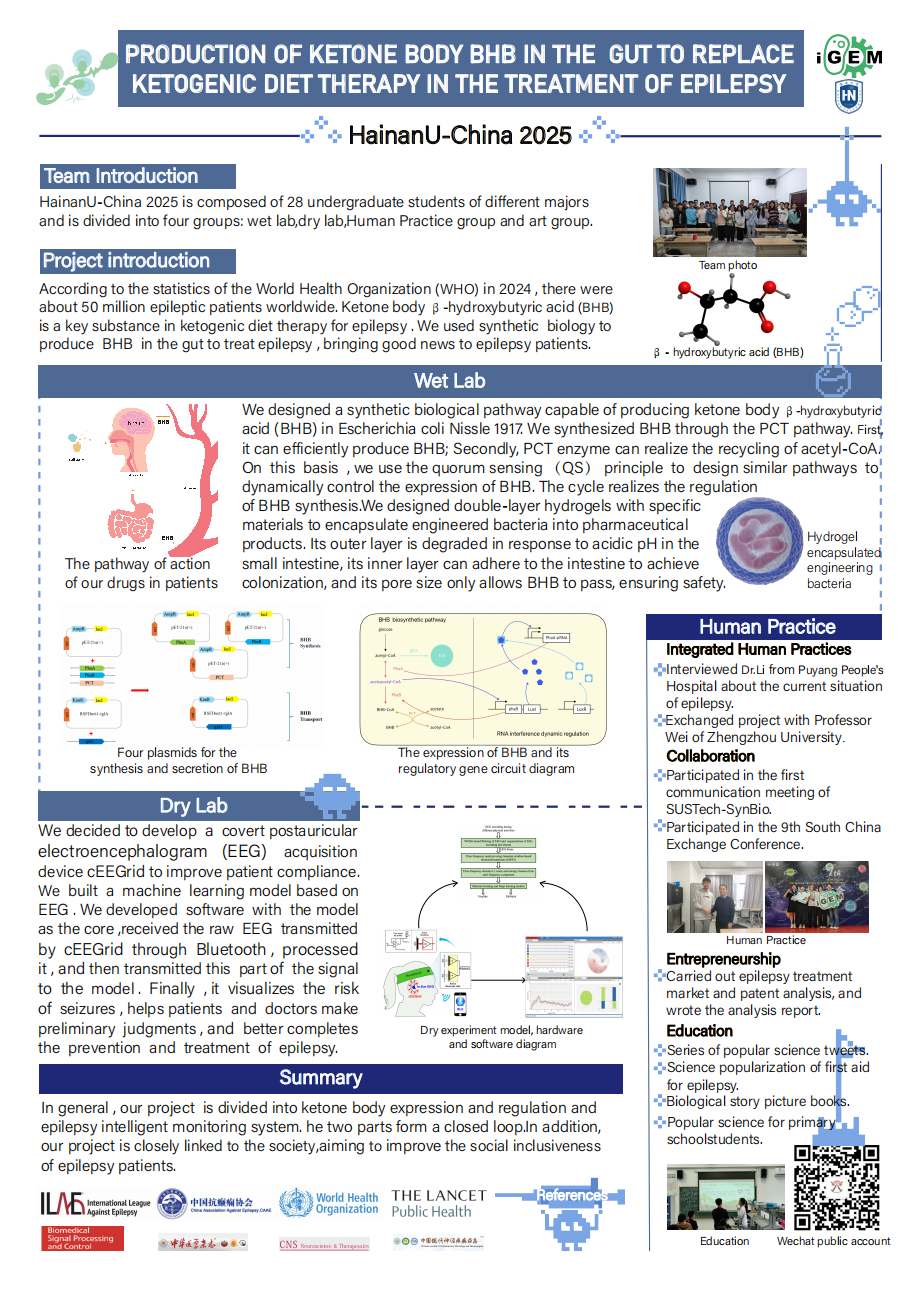 PRODUCTION OF KETONE BODY BHB IN THE GUT TO REPLACE
KETOGENIC DIET THERAPY IN THE TREATMENT OF EPILEPSY
iGEM
HN
HainanU-China 2025
Team Introduction
HainanU-China 2025 is composed of 28 undergraduate students of different majors
and is divided into four groups: wet lab,dry lab,Human Practice group and art group.
Team photo
Project introduction
According to the statistics of the World Health Organization (WHO) in 2024 , there were
about 50 million epileptic patients worldwide. Ketone body β -hydroxybutyric acid (BHB)
is a key substance in ketogenic diet therapy for epilepsy . We used synthetic biology to
produce BHB in the gut to treat epilepsy , bringing good news to epilepsy patients.
β - hydroxybutyric acid (BHB)
Wet Lab
BHB
BHB
The pathway of action
of our drugs in patients
We designed a synthetic biological pathway capable of producing ketone body β -hydroxybutyric
acid (BHB) in Escherichia coli Nissle 1917. We synthesized BHB through the PCT pathway. First,
it can efficiently produce BHB; Secondly, PCT enzyme can realize the recycling of acetyl-CoA.
On this basis , we use the quorum sensing （QS） principle to design similar pathways to
dynamically control the expression of BHB. The cycle realizes the regulation
of BHB synthesis.We designed double-layer hydrogels with specific
materials to encapsulate engineered bacteria into pharmaceutical
products. Its outer layer is degraded in response to acidic pH in the
small intestine, its inner layer can adhere to the intestine to achieve
colonization, and its pore size only allows BHB to pass, ensuring safety.
Hydrogel
encapsulated
engineering
bacteria
AmpR lacI
pET-21a(+)
PhaA
AmpR lacI
pET-21a(+)
PhaB
AmpR lacI
pET-21a(+)
PhaA
PhaB
PCT
AmpR lacI
pET-21a(+)
PCT
BHB
Synthesis
KanR lacI
RSFDuet1-tglA
KanR lacI
RSFDuet1-tglA
BHB
Transport
Four plasmids for the
synthesis and secretion of BHB
BHB biosynthetic pathway
glucose
acetyl-CoA
TCA
PhaA
acetoacetyl-CoA
PhaB
BHB-CoA
acetate
PCT
BHB
acetyl-CoA
PhaA siRNA
phaB
LuxI
LuxR
RNA interference dynamic regulation
The expression of BHB and its
regulatory gene circuit diagram
Human Practice
Integrated Human Practices
Interviewed Dr.Li from Puyang People's
Hospital about the current situation
of epilepsy.
Exchanged project with Professor
Wei of Zhengzhou University.
Collaboration
Participated in the first
communication meeting of
SUSTech-SynBio.
Participated in the 9th South China
Exchange Conference.
iGEM
Human Practice
Entrepreneurship
Carried out epilepsy treatment
market and patent analysis, and
wrote the analysis report.
Education
Series of popular science tweets.
Science popularization of first aid
for epilepsy.
Biological story picture books.
Popular science for primary
schoolstudents.
Education
Wechat public account
Dry Lab
We decided to develop a covert postauricular
electroencephalogram (EEG) acquisition
device cEEGrid to improve patient compliance.
We built a machine learning model based on
EEG . We developed software with the model
as the core ,received the raw EEG transmitted
by cEEGrid through Bluetooth , processed
it , and then transmitted this part of the signal
to the model . Finally , it visualizes the risk
of seizures , helps patients and doctors make
preliminary judgments , and better completes
the prevention and treatment of epilepsy.
Dry experiment model, hardware
and software diagram
Summary
In general , our project is divided into ketone body expression and regulation and
epilepsy intelligent monitoring system. he two parts form a closed loop.In addition,
our project is closely linked to the society,aiming to improve the social inclusiveness
of epilepsy patients.
ILAE International League
Against Epilepsy
中国抗癫痫协会
China Association Against Epilepsy,CAAE
World Health
Organization
THE LANCET
Public Health
References
Biomedical
Signal Processing
and Control
中华医学杂志
CNS Neuroscience & Therapeutics
中国现代神经疾病杂志